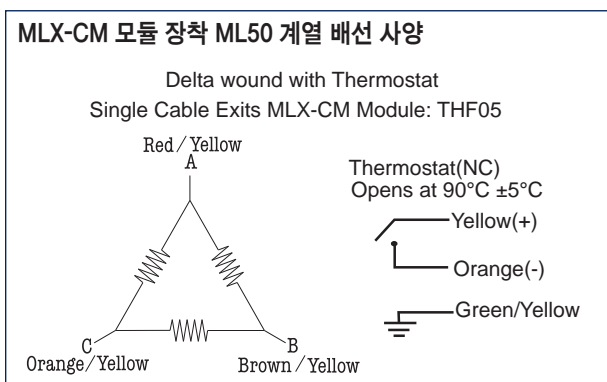 MLX-CM 모듈 장착 ML50 계열 배선 사양
Delta wound with Thermostat
Single Cable Exits MLX-CM Module: THF05
Red/Yellow
A
Thermostat(NC)
Opens at 90°C ±5°C
Yellow(+)
Orange(-)
Green/Yellow
C
Orange/Yellow
B
Brown/Yellow